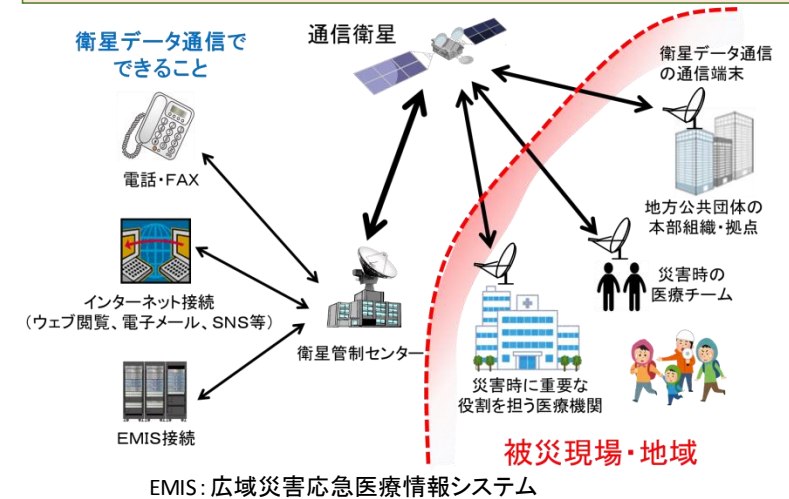 衛星データ通信で
できること
通信衛星
衛星データ通信
の通信端末
電話・FAX
地方公共団体の
本部組織・拠点
災害時の
医療チーム
インターネット接続
(ウェブ閲覧、電子メール、SNS等)
衛星管制センター
災害時に重要な
役割を担う医療機関
EMIS接続
被災現場・地域
EMIS:広域災害応急医療情報システム